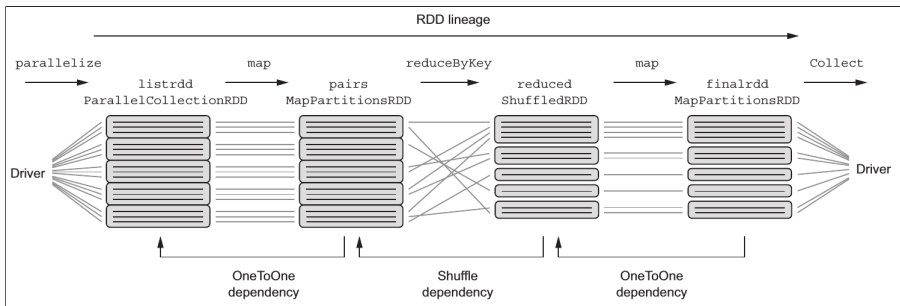 RDD lineage
parallelize
map
reduceByKey
map
Collect
listrdd
ParallelCollectionRDD
pairs
MapPartitionsRDD
reduced
ShuffledRDD
finalrdd
MapPartitionsRDD
Driver
Driver
OneToOne
dependency
Shuffle
dependency
OneToOne
dependency